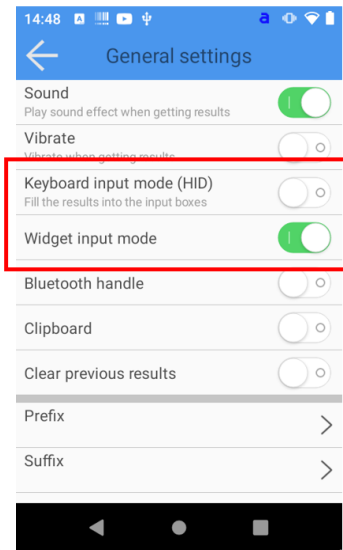 14:48
General settings
Sound
Play sound effect when getting results
Vibrate
Vibrate when getting results
Keyboard input mode (HID)
Fill the results into the input boxes
Widget input mode
Bluetooth handle
Clipboard
Clear previous results
Prefix
Suffix